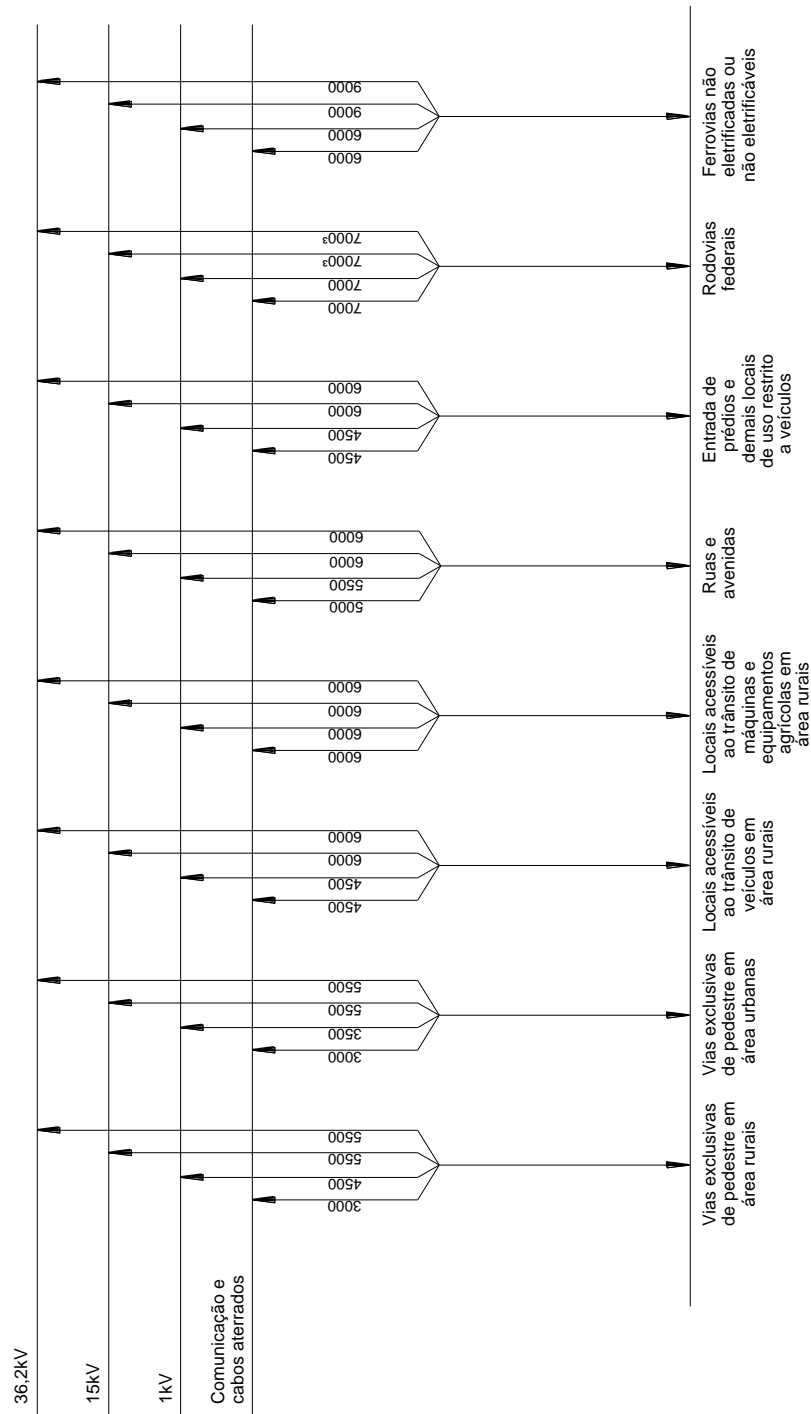 36,2kV
15kV
1kV
Comunicação e
cabos aterrados
3000
4500
5500
5500
Vias exclusivas
de pedestre em
área rurais
3000
3500
5500
5500
Vias exclusivas
de pedestre em
área urbanas
4500
4500
6000
6000
Locais acessíveis
ao trânsito de
veículos em
área rurais
6000
6000
6000
6000
Locais acessíveis
ao trânsito de
máquinas e
equipamentos
agrícolas em
área rurais
5000
5500
6000
6000
Ruas e
avenidas
4500
4500
6000
6000
Entrada de
prédios e
demais locais
de uso restrito
a veículos
7000
7000
7000³
7000³
Rodovias
federais
6000
6000
9000
9000
Ferrovias não
eletrificadas ou
não eletrificáveis